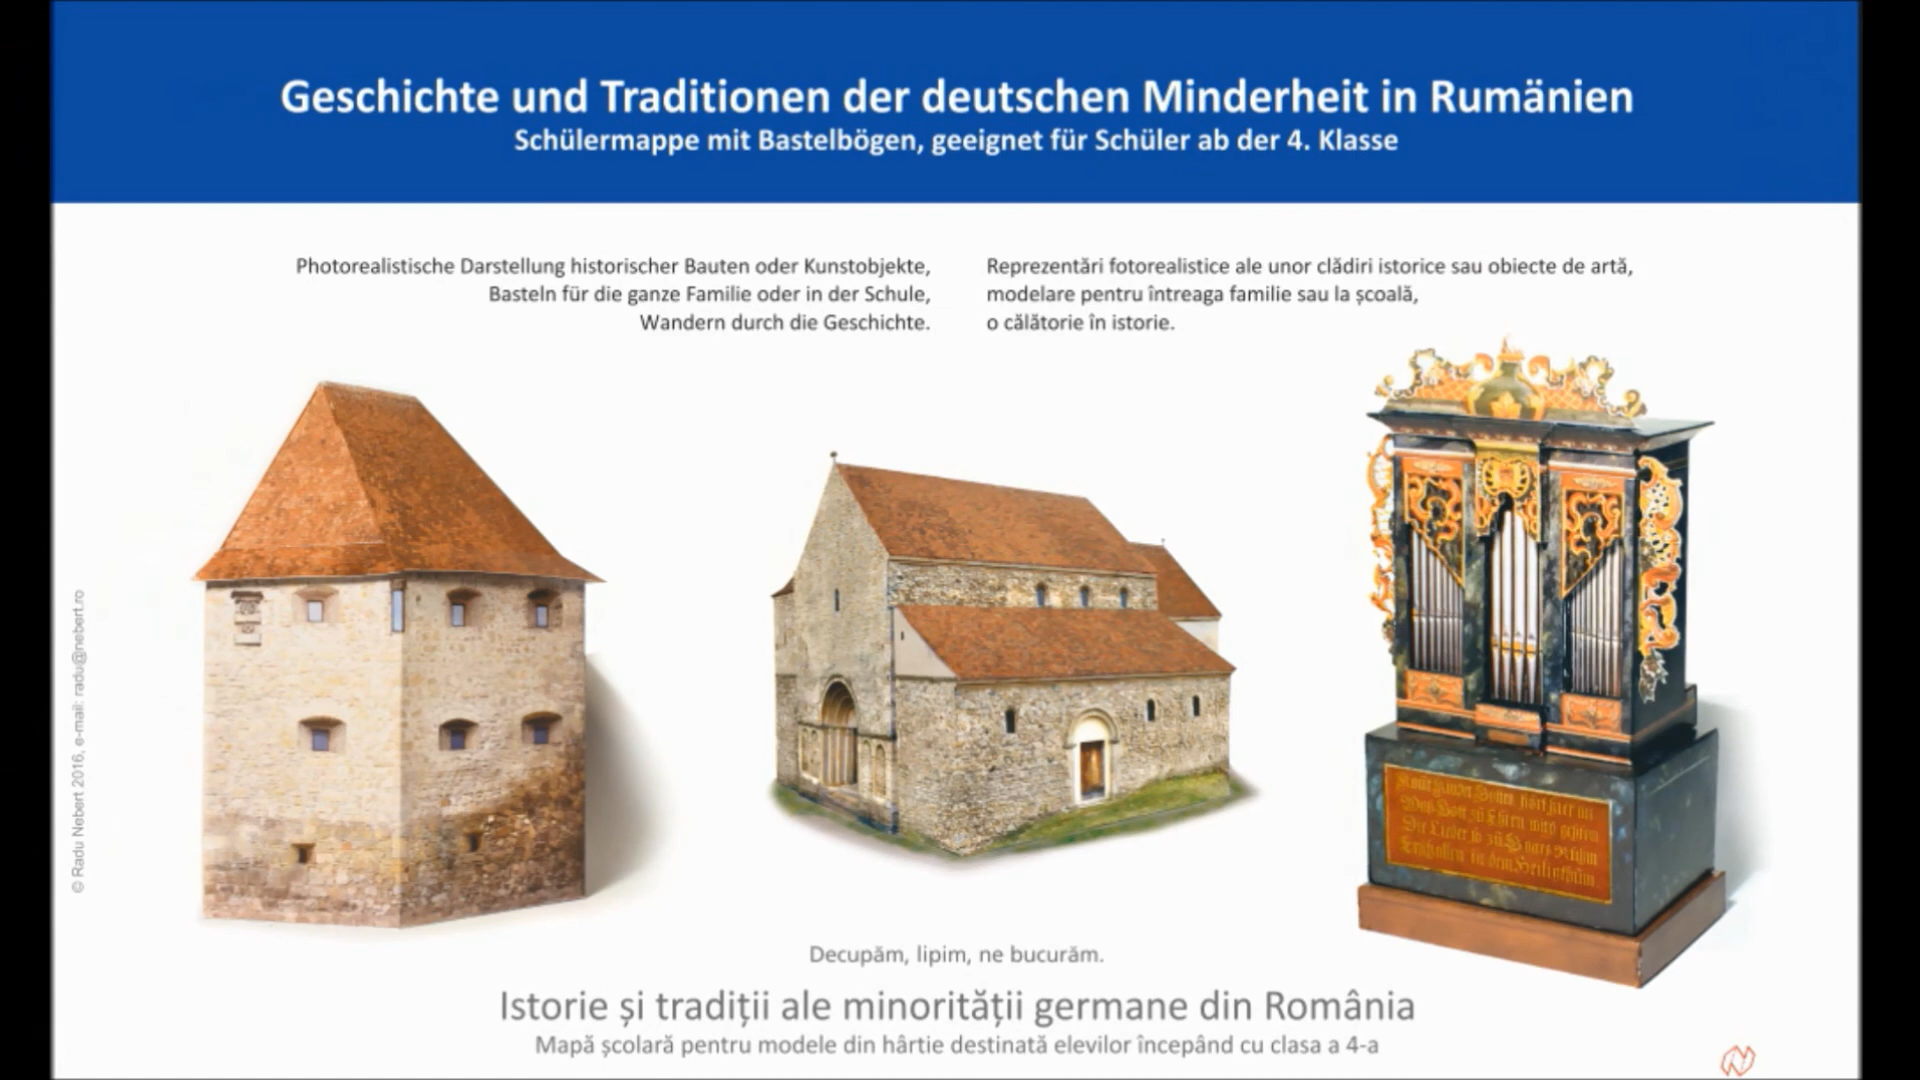 Geschichte und Traditionen der deutschen Minderheit in Rumänien
Schülermappe mit Bastelbögen, geeignet für Schüler ab der 4. Klasse
Photorealistische Darstellung historischer Bauten oder Kunstobjekte,
Basteln für die ganze Familie oder in der Schule,
Wandern durch die Geschichte.
Reprezentări fotorealistice ale unor clădiri istorice sau obiecte de artă,
modelare pentru întreaga familie sau la școală,
o călătorie în istorie.
© Radu Nebert 2016, e-mail: radu@nebert.ro
Decupăm, lipim, ne bucurăm.
Istorie și tradiții ale minorității germane din România
Mapă școlară pentru modele din hârtie destinată elevilor începând cu clasa a 4-a